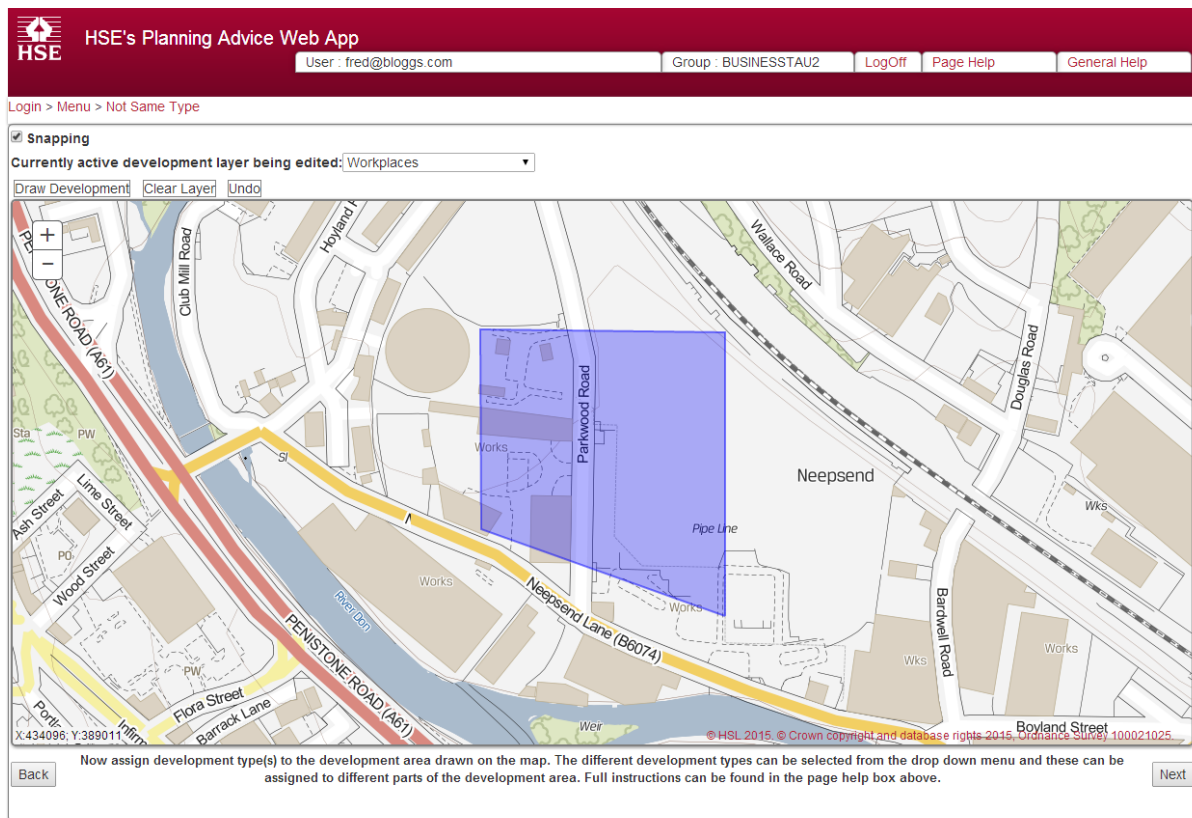 HSE
HSE's Planning Advice Web App
User : fred@bloggs.com
Group : BUSINESSTAU2
LogOff
Page Help
General Help
Login > Menu > Not Same Type
Snapping
Currently active development layer being edited: Workplaces
Draw Development
Clear Layer
Undo
+
−
Club Mill Road
Wallace Road
Douglas Road
PENISTONE ROAD (A61)
Parkwood Road
Sta
PW
Works
Sl
Neepsend
Wks
Ash Street
Lime Street
Pipe Line
PO
Wood Street
Works
River Don
Works
Neepsend Lane (B6074)
Bardwell Road
Works
Wks
PENISTONE ROAD (A61)
PW
Flora Street
Barrack Lane
Weir
Boyland Street
X:434096; Y:389011
© HSL 2015. © Crown copyright and database rights 2015, Ordnance Survey 100021025.
Back
Now assign development type(s) to the development area drawn on the map. The different development types can be selected from the drop down menu and these can be
assigned to different parts of the development area. Full instructions can be found in the page help box above.
Next